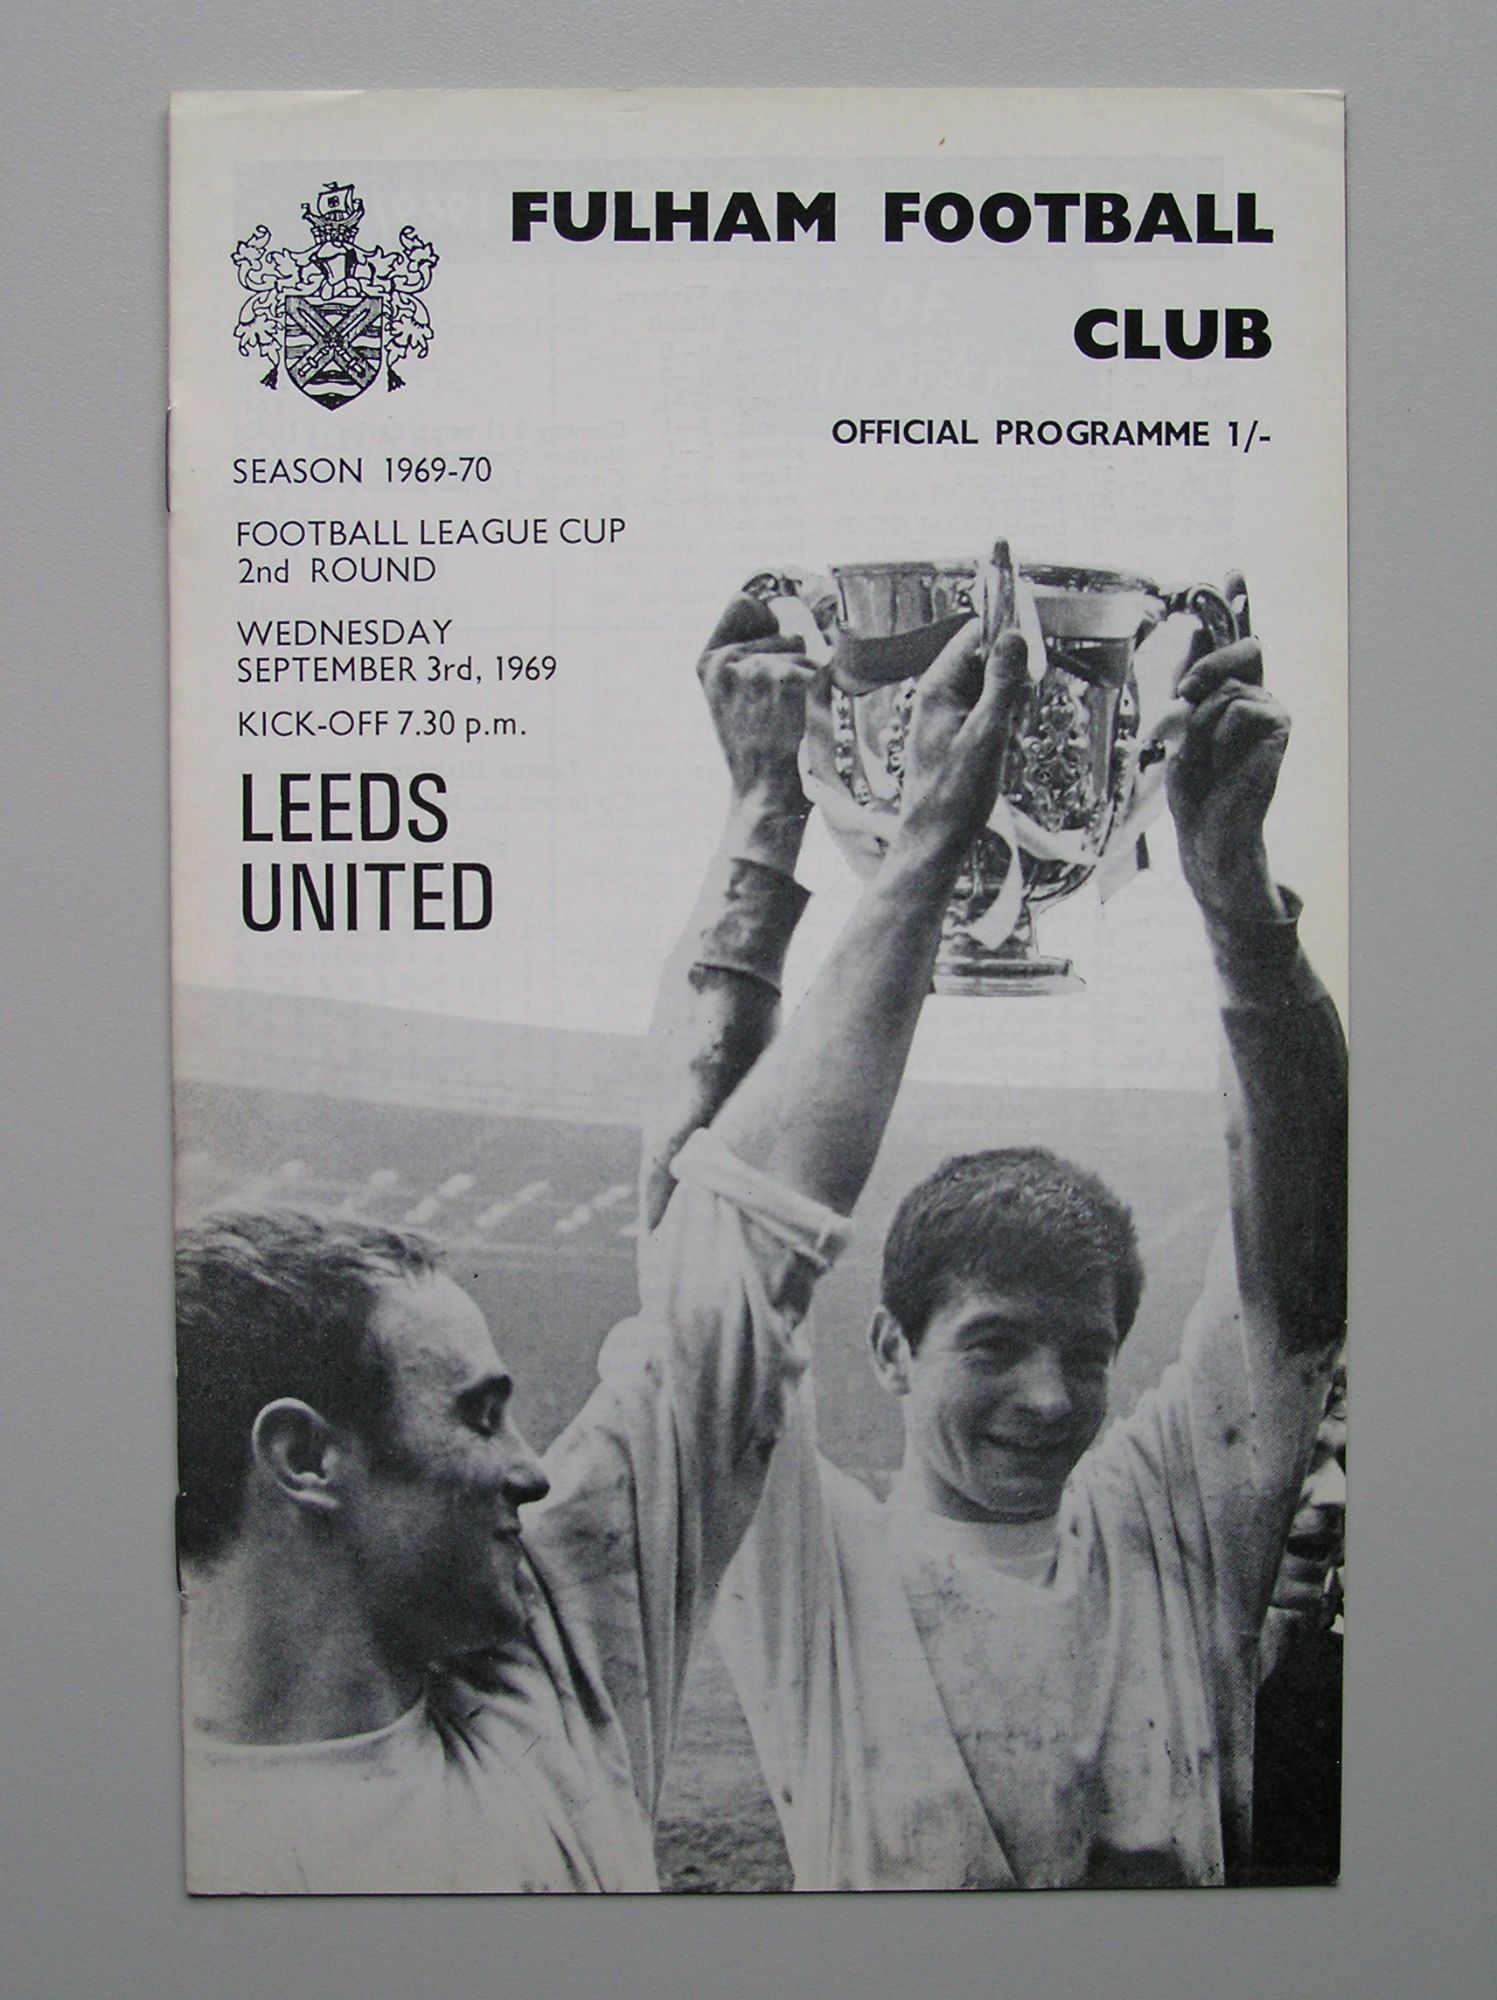 FULHAM FOOTBALL
CLUB
OFFICIAL PROGRAMME 1/-
SEASON 1969-70
FOOTBALL LEAGUE CUP
2nd ROUND
WEDNESDAY
SEPTEMBER 3rd, 1969
KICK-OFF 7.30 p.m.
LEEDS
UNITED